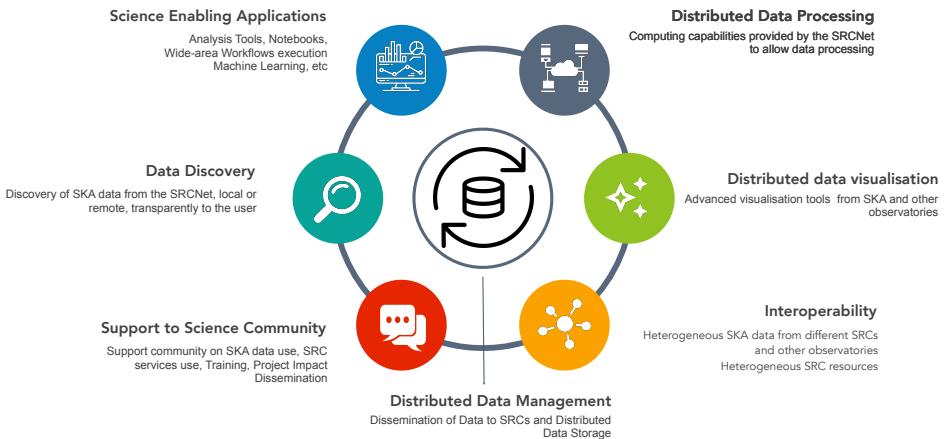 Science Enabling Applications
Analysis Tools, Notebooks,
Wide-area Workflows execution
Machine Learning, etc
Distributed Data Processing
Computing capabilities provided by the SRCNet
to allow data processing
Data Discovery
Discovery of SKA data from the SRCNet, local or
remote, transparently to the user
Distributed data visualisation
Advanced visualisation tools from SKA and other
observatories
Support to Science Community
Support community on SKA data use, SRC
services use, Training, Project Impact
Dissemination
Interoperability
Heterogeneous SKA data from different SRCs
and other observatories
Heterogeneous SRC resources
Distributed Data Management
Dissemination of Data to SRCs and Distributed
Data Storage